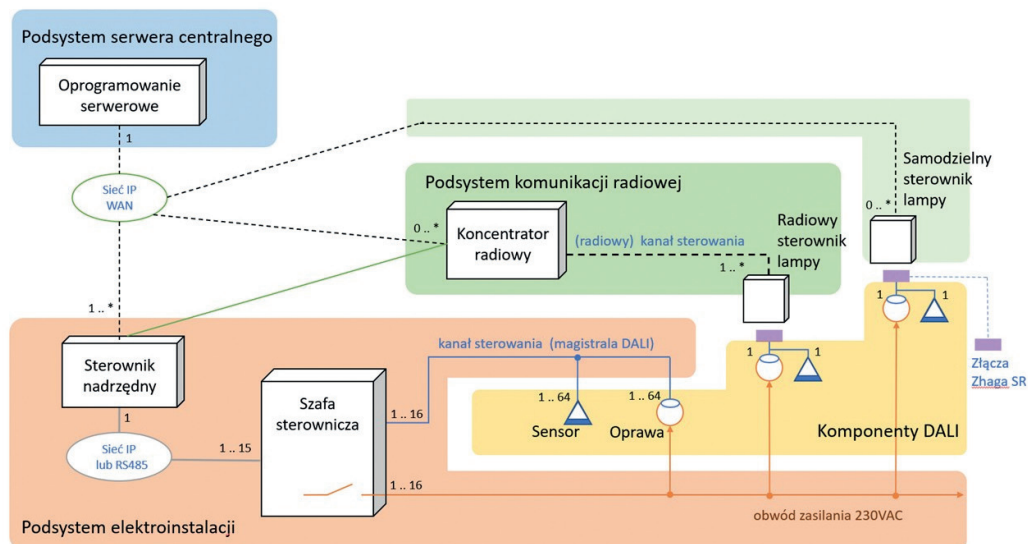 Podsystem serwera centralnego
Oprogramowanie
serwerowe
1
Sieć IP
WAN
Podsystem komunikacji radiowej
Samodzielny
sterownik
lampy
0 .. *
0 .. *
Koncentrator
radiowy
(radiowy) kanał sterowania
Radiowy
sterownik
lampy
1 .. *
1 .. *
1
1
1
1
Złącza
Zhaga SR
Sterownik
nadrzędny
kanał sterowania (magistrala DALI)
Szafa
sterownicza
1 .. 16
1 .. 64
1 .. 64
Sensor
Oprawa
Komponenty DALI
1
Sieć IP
lub RS485
1 .. 15
1 .. 16
obwód zasilania 230VAC
Podsystem elektroinstalacji